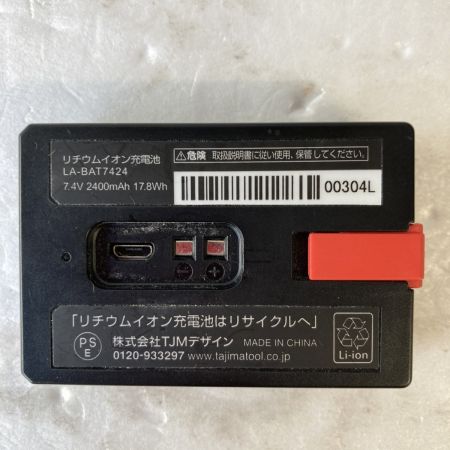 リチウムイオン充電池
LA-BAT7424
7.4V 2400mAh 17.8Wh
⚠危険 取扱説明書に従い使用、保管してください。
00304L
「リチウムイオン充電池はリサイクルへ」
PS
E
株式会社TJMデザイン MADE IN CHINA
0120-933297 www.tajimatool.co.jp
Li-ion